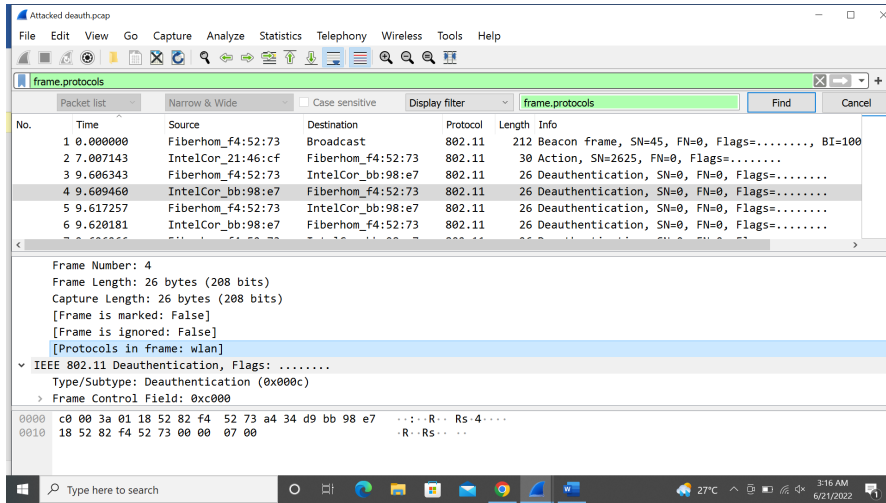 Attacked deauth.pcap
File Edit View Go Capture Analyze Statistics Telephony Wireless Tools Help
frame.protocols
Packet list Narrow & Wide Case sensitive Display filter frame.protocols Find Cancel
No. Time Source Destination Protocol Length Info
1 0.000000 Fiberhom_f4:52:73 Broadcast 802.11 212 Beacon frame, SN=45, FN=0, Flags=........, BI=100
2 7.007143 IntelCor_21:46:cf Fiberhom_f4:52:73 802.11 30 Action, SN=2625, FN=0, Flags=........
3 9.606343 Fiberhom_f4:52:73 IntelCor_bb:98:e7 802.11 26 Deauthentication, SN=0, FN=0, Flags=........
4 9.609460 IntelCor_bb:98:e7 Fiberhom_f4:52:73 802.11 26 Deauthentication, SN=0, FN=0, Flags=........
5 9.617257 Fiberhom_f4:52:73 IntelCor_bb:98:e7 802.11 26 Deauthentication, SN=0, FN=0, Flags=........
6 9.620181 IntelCor_bb:98:e7 Fiberhom_f4:52:73 802.11 26 Deauthentication, SN=0, FN=0, Flags=........
Frame Number: 4
Frame Length: 26 bytes (208 bits)
Capture Length: 26 bytes (208 bits)
[Frame is marked: False]
[Frame is ignored: False]
[Protocols in frame: wlan]
IEEE 802.11 Deauthentication, Flags: ........
Type/Subtype: Deauthentication (0x000c)
Frame Control Field: 0xc000
0000 c0 00 3a 01 18 52 82 f4 52 73 a4 34 d9 bb 98 e7 ··:··R·· Rs·4····
0010 18 52 82 f4 52 73 00 00 07 00 ·R··Rs·· ··
Type here to search
27°C
3:16 AM
6/21/2022